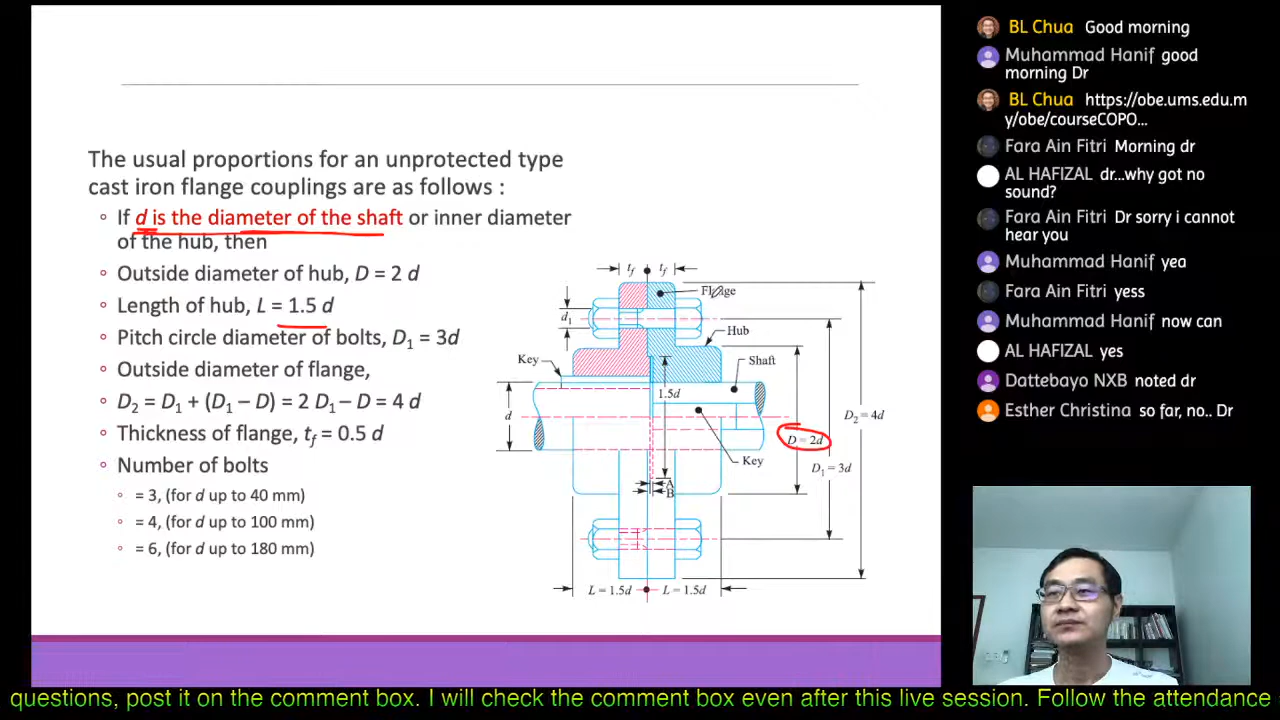 The usual proportions for an unprotected type
cast iron flange couplings are as follows :
If d is the diameter of the shaft or inner diameter
of the hub, then
Outside diameter of hub, D = 2 d
Length of hub, L = 1.5 d
Pitch circle diameter of bolts, D₁ = 3d
Outside diameter of flange,
D₂ = D₁ + (D₁ – D) = 2 D₁ – D = 4 d
Thickness of flange, tf = 0.5 d
Number of bolts
= 3, (for d up to 40 mm)
= 4, (for d up to 100 mm)
= 6, (for d up to 180 mm)
tf tf
Flange
d₁
Hub
Key
Shaft
1.5d
d
D₂ = 4d
D = 2d
Key
D₁ = 3d
A
B
L = 1.5d L = 1.5d
BL Chua Good morning
Muhammad Hanif good
morning Dr
BL Chua https://obe.ums.edu.m
y/obe/courseCOPO...
Fara Ain Fitri Morning dr
AL HAFIZAL dr...why got no
sound?
Fara Ain Fitri Dr sorry i cannot
hear you
Muhammad Hanif yea
Fara Ain Fitri yess
Muhammad Hanif now can
AL HAFIZAL yes
Dattebayo NXB noted dr
Esther Christina so far, no.. Dr
questions, post it on the comment box. I will check the comment box even after this live session. Follow the attendance